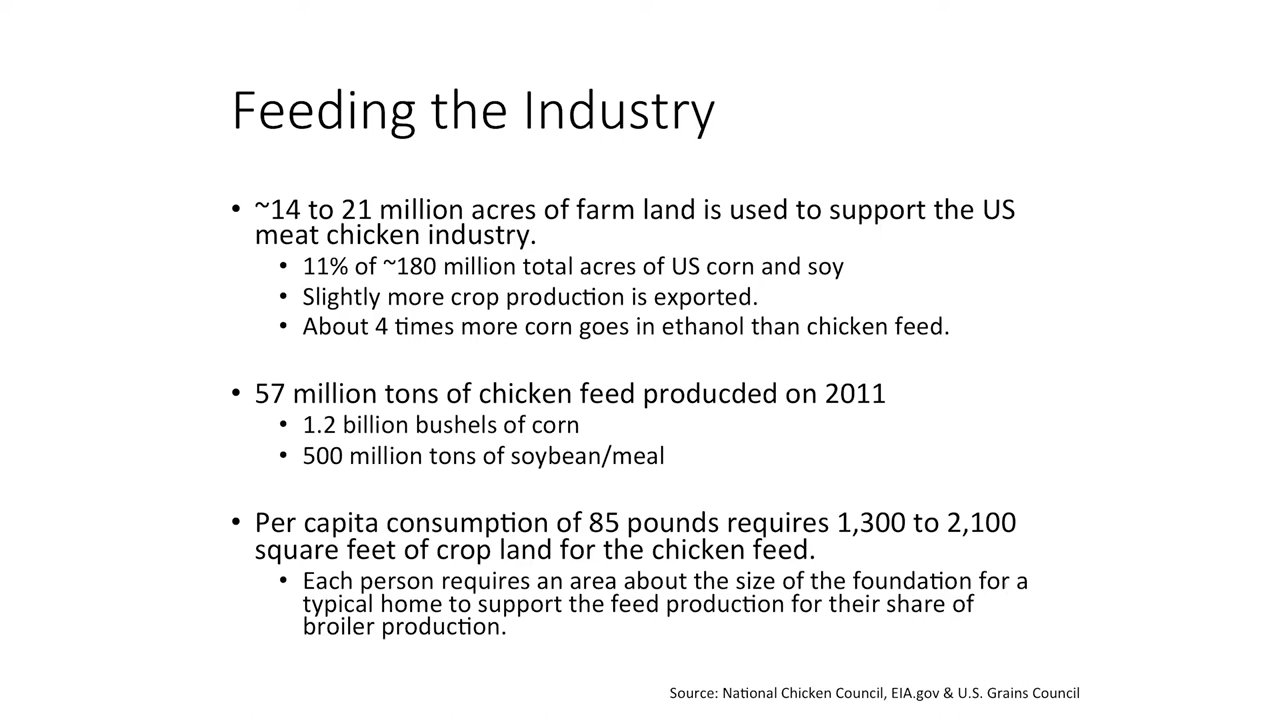 Feeding the Industry
• ~14 to 21 million acres of farm land is used to support the US
meat chicken industry.
• 11% of ~180 million total acres of US corn and soy
• Slightly more crop production is exported.
• About 4 times more corn goes in ethanol than chicken feed.
• 57 million tons of chicken feed producded on 2011
• 1.2 billion bushels of corn
• 500 million tons of soybean/meal
• Per capita consumption of 85 pounds requires 1,300 to 2,100
square feet of crop land for the chicken feed.
• Each person requires an area about the size of the foundation for a
typical home to support the feed production for their share of
broiler production.
Source: National Chicken Council, EIA.gov & U.S. Grains Council